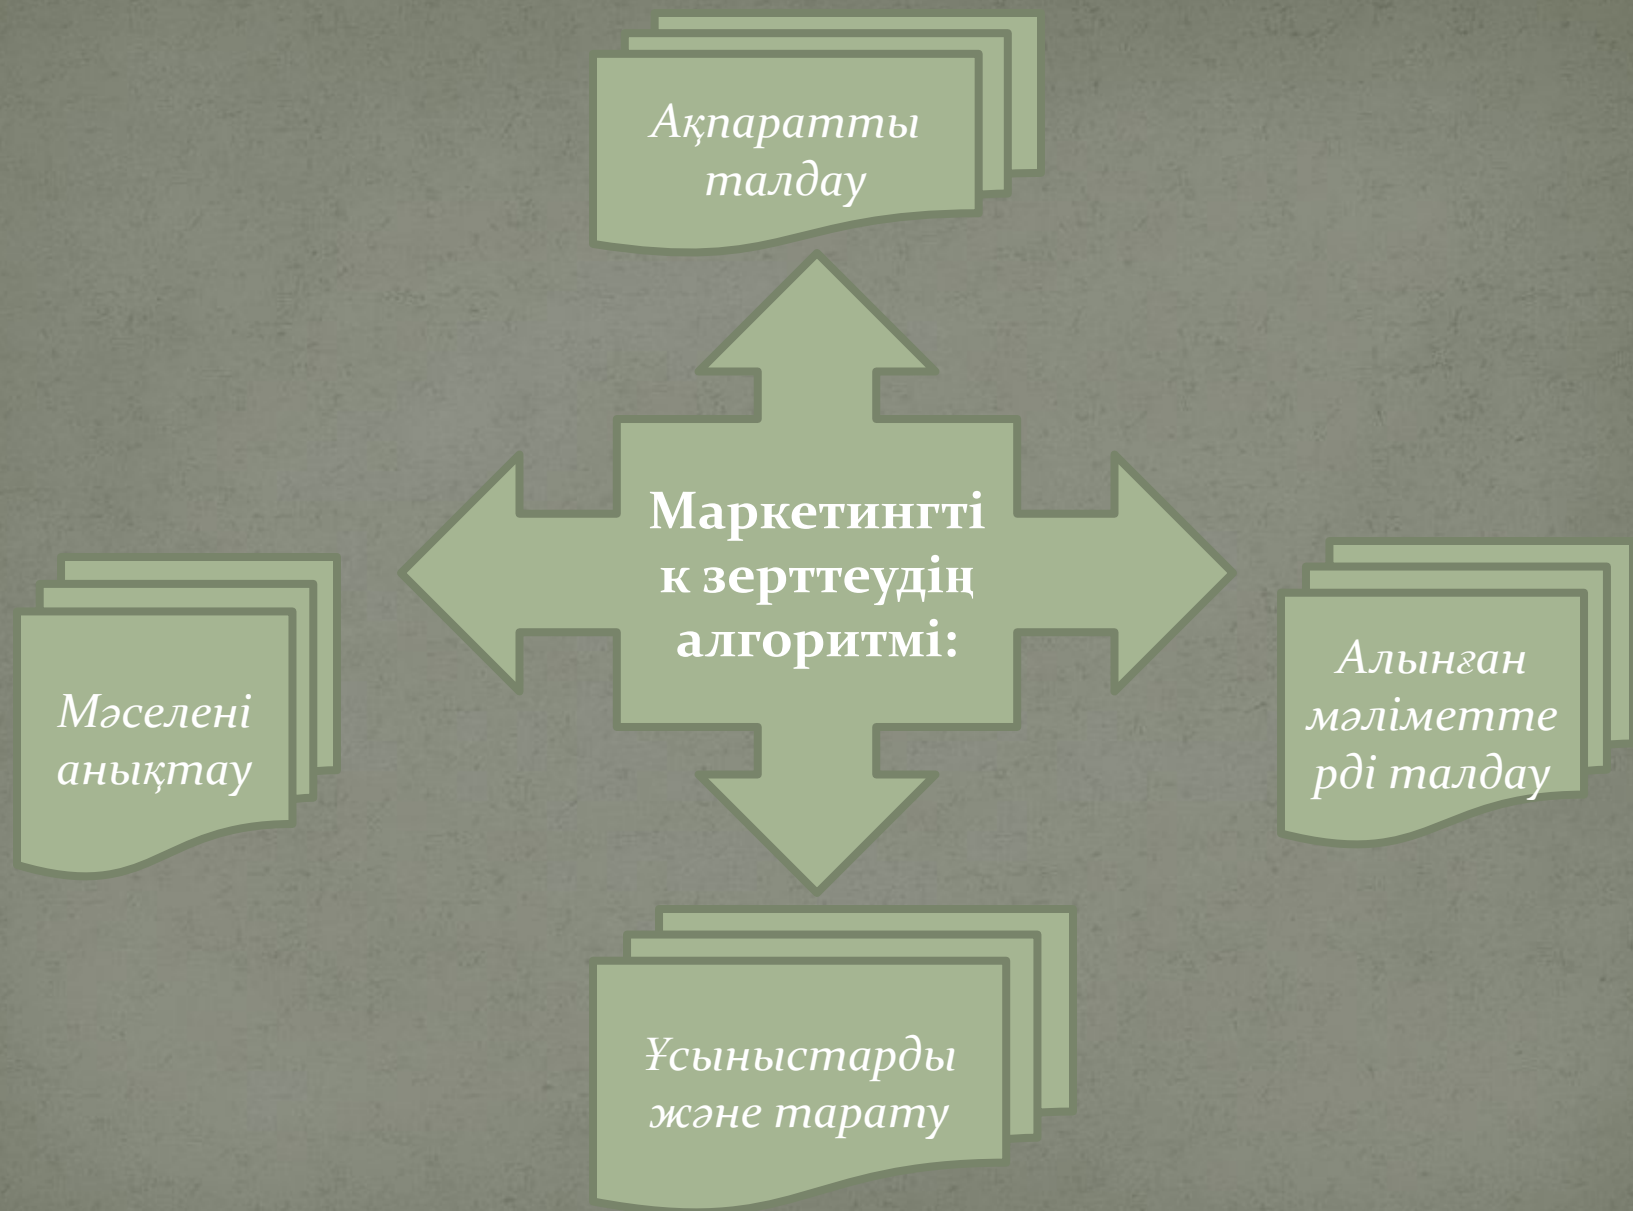 Ақпаратты
талдау
Маркетингті
к зерттеудің
алгоритмі:
Мәселені
анықтау
Алынған
мәліметте
рді талдау
Ұсыныстарды
және тарату